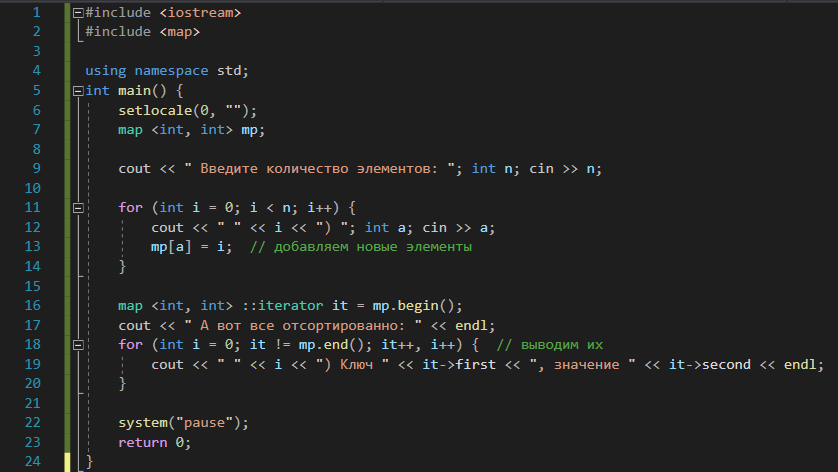 1 #include <iostream>
2 #include <map>
3
4 using namespace std;
5 int main() {
6 setlocale(0, "");
7 map <int, int> mp;
8
9 cout << " Введите количество элементов: "; int n; cin >> n;
10
11 for (int i = 0; i < n; i++) {
12 cout << " " << i << ") "; int a; cin >> a;
13 mp[a] = i;  // добавляем новые элементы
14 }
15
16 map <int, int> ::iterator it = mp.begin();
17 cout << " А вот все отсортированно: " << endl;
18 for (int i = 0; it != mp.end(); it++, i++) {  // выводим их
19 cout << " " << i << ") Ключ " << it->first << ", значение " << it->second << endl;
20 }
21
22 system("pause");
23 return 0;
24 }